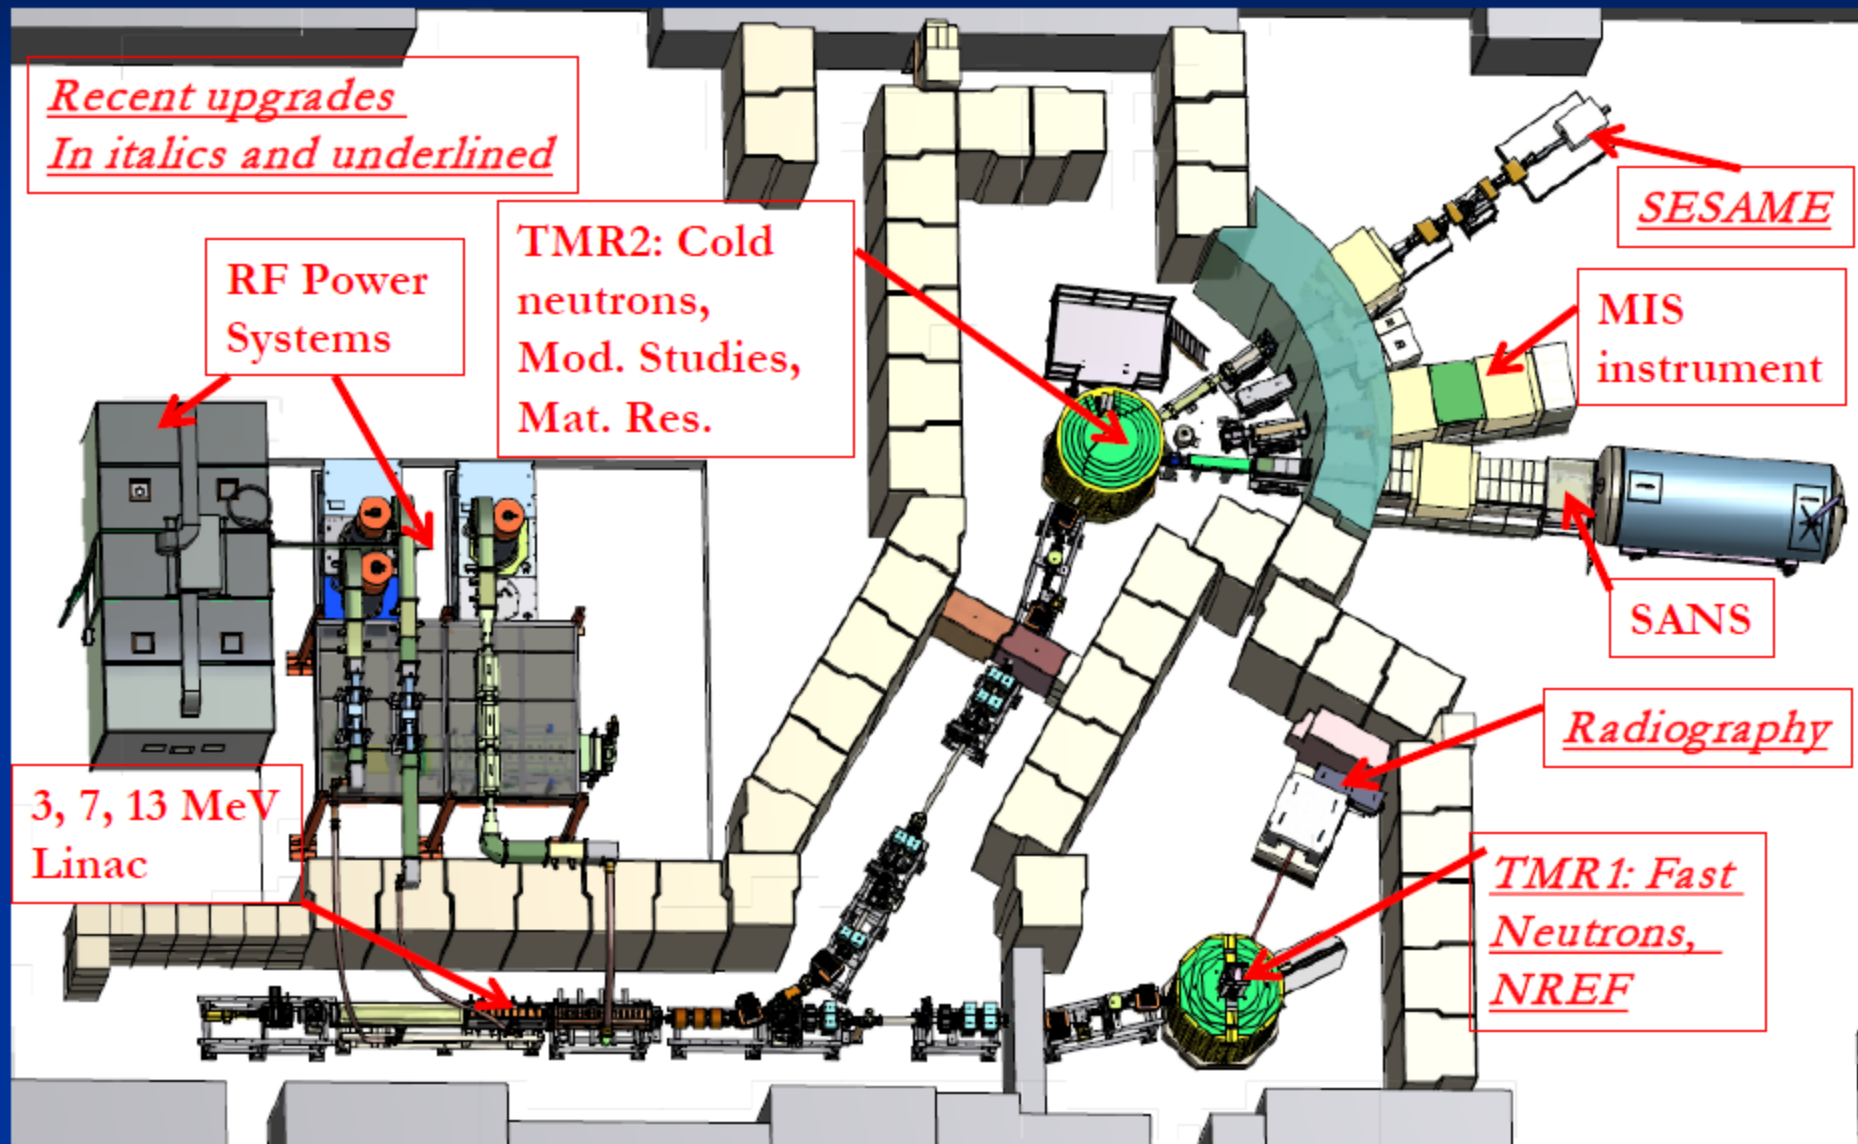 Recent upgrades
In italics and underlined
SESAME
TMR2: Cold
neutrons,
Mod. Studies,
Mat. Res.
RF Power
Systems
MIS
instrument
SANS
Radiography
3, 7, 13 MeV
Linac
TMR1: Fast
Neutrons,
NREF